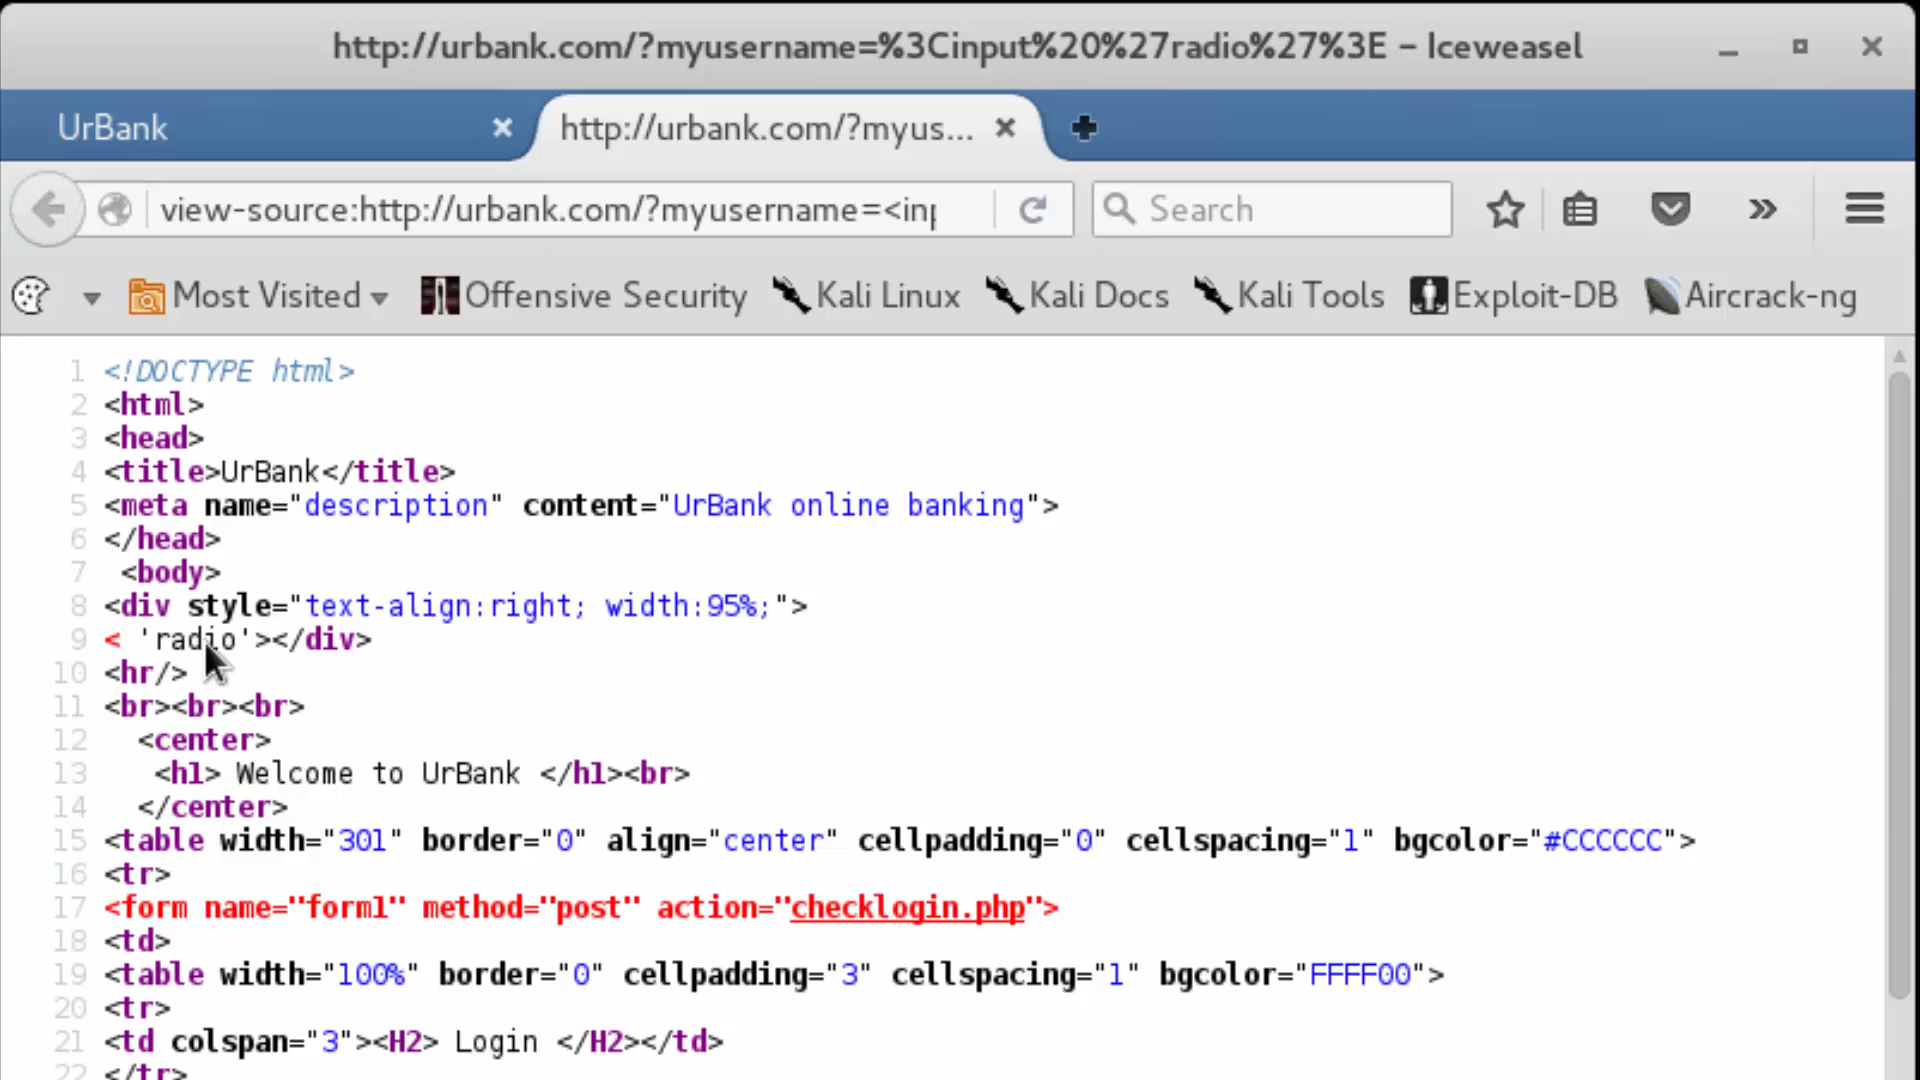 http://urbank.com/?myusername=%3Cinput%20%27radio%27%3E – Iceweasel
UrBank
http://urbank.com/?myus...
view-source:http://urbank.com/?myusername=<inp
Search
Most Visited
Offensive Security
Kali Linux
Kali Docs
Kali Tools
Exploit-DB
Aircrack-ng
1 <!DOCTYPE html>
2 <html>
3 <head>
4 <title>UrBank</title>
5 <meta name="description" content="UrBank online banking">
6 </head>
7  <body>
8 <div style="text-align:right; width:95%;">
9 < 'radio'></div>
10 <hr/>
11 <br><br><br>
12   <center>
13    <h1> Welcome to UrBank </h1><br>
14   </center>
15 <table width="301" border="0" align="center" cellpadding="0" cellspacing="1" bgcolor="#CCCCCC">
16 <tr>
17 <form name="form1" method="post" action="checklogin.php">
18 <td>
19 <table width="100%" border="0" cellpadding="3" cellspacing="1" bgcolor="FFFF00">
20 <tr>
21 <td colspan="3"><H2> Login </H2></td>
22 </tr>